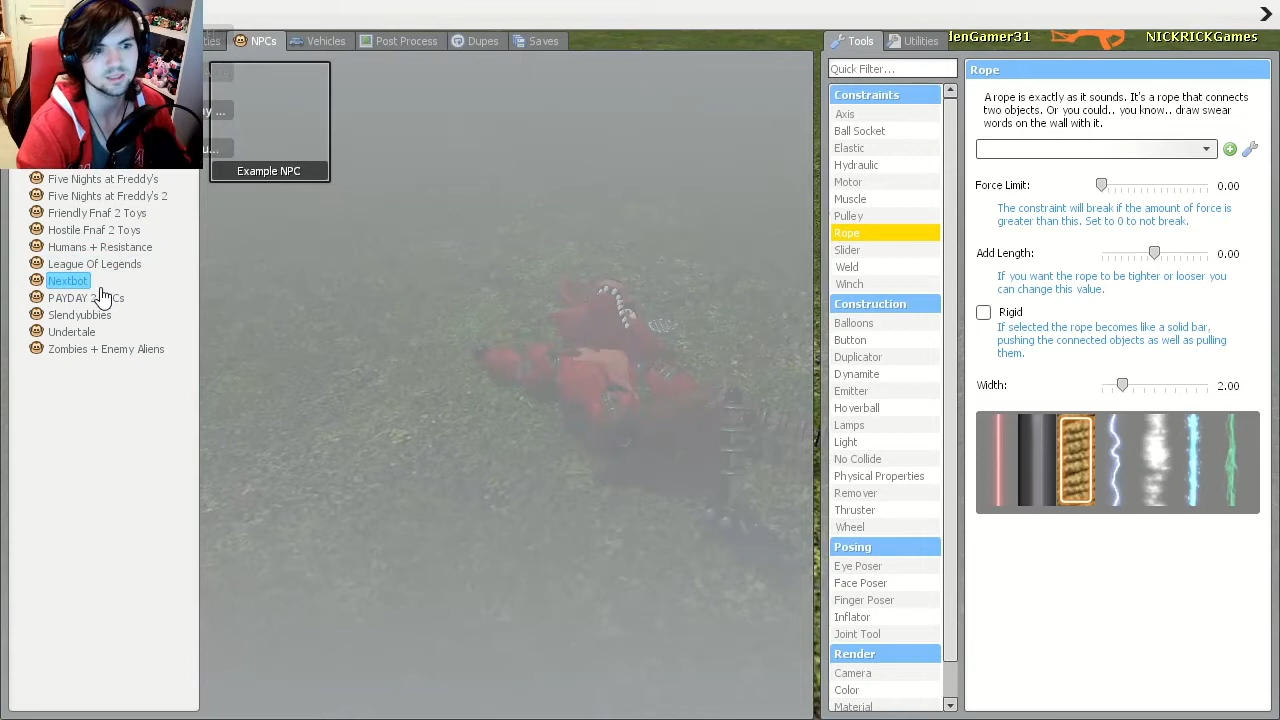 NPCs
Vehicles
Post Process
Dupes
Saves
Tools
Utilities
denGamer31
NICKRICKGames
Example NPC
Five Nights at Freddy's
Five Nights at Freddy's 2
Friendly Fnaf 2 Toys
Hostile Fnaf 2 Toys
Humans + Resistance
League Of Legends
Nextbot
PAYDAY 2
Slendyubbies
Undertale
Zombies + Enemy Aliens
Quick Filter...
Constraints
Axis
Ball Socket
Elastic
Hydraulic
Motor
Muscle
Pulley
Rope
Slider
Weld
Winch
Construction
Balloons
Button
Duplicator
Dynamite
Emitter
Hoverball
Lamps
Light
No Collide
Physical Properties
Remover
Thruster
Wheel
Posing
Eye Poser
Face Poser
Finger Poser
Inflator
Joint Tool
Render
Camera
Color
Material
Rope
A rope is exactly as it sounds. It's a rope that connects
two objects. Or you could.. you know.. draw swear
words on the wall with it.
Force Limit: 0.00
The constraint will break if the amount of force is
greater than this. Set to 0 to not break.
Add Length: 0.00
If you want the rope to be tighter or looser you
can change this value.
Rigid
If selected the rope becomes like a solid bar,
pushing the connected objects as well as pulling
them.
Width: 2.00